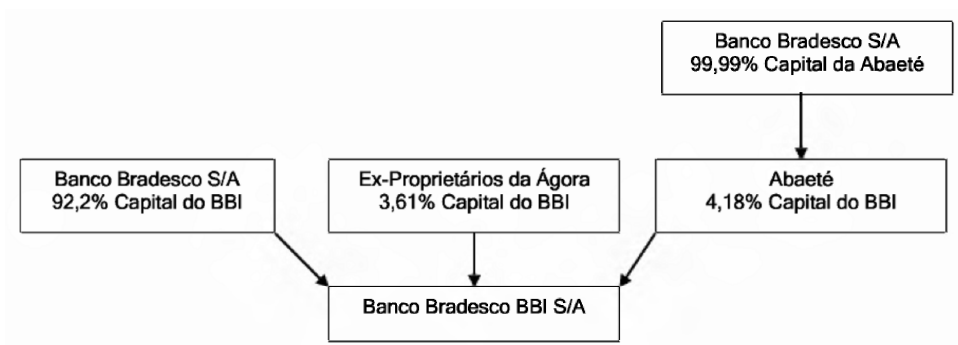 Banco Bradesco S/A
99,99% Capital da Abaeté
Banco Bradesco S/A
92,2% Capital do BBI
Ex-Proprietários da Ágora
3,61% Capital do BBI
Abaeté
4,18% Capital do BBI
Banco Bradesco BBI S/A